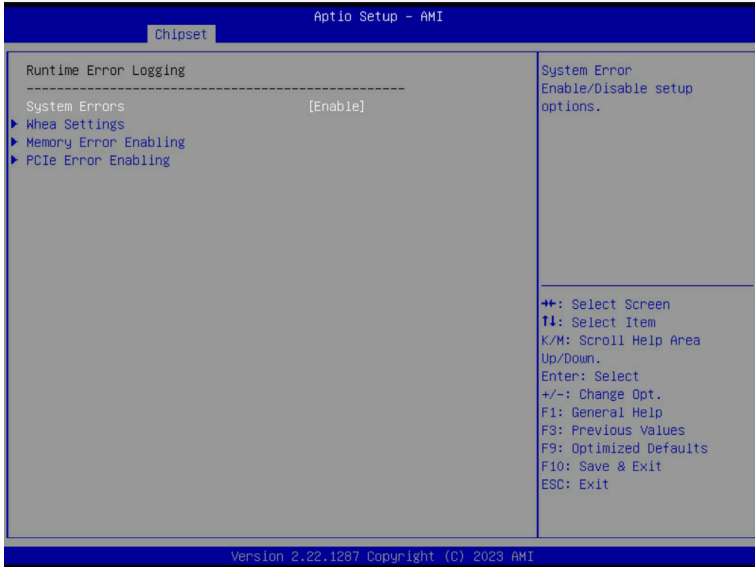 Aptio Setup – AMI
Chipset
Runtime Error Logging
--------------------------------------------------
System Errors [Enable]
Whea Settings
Memory Error Enabling
PCIe Error Enabling
System Error
Enable/Disable setup
options.
→←: Select Screen
↑↓: Select Item
K/M: Scroll Help Area
Up/Down.
Enter: Select
+/-: Change Opt.
F1: General Help
F3: Previous Values
F9: Optimized Defaults
F10: Save & Exit
ESC: Exit
Version 2.22.1287 Copyright (C) 2023 AMI